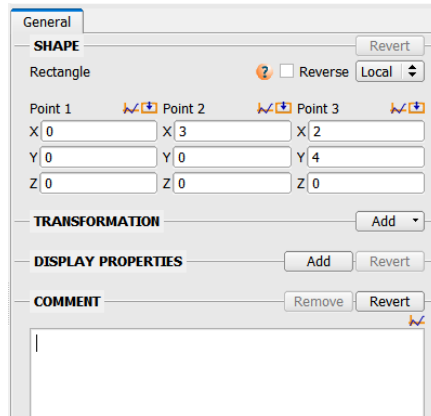 General
SHAPE Revert
Rectangle ? Reverse Local
Point 1 Point 2 Point 3
X 0 X 3 X 2
Y 0 Y 0 Y 4
Z 0 Z 0 Z 0
TRANSFORMATION Add
DISPLAY PROPERTIES Add Revert
COMMENT Remove Revert